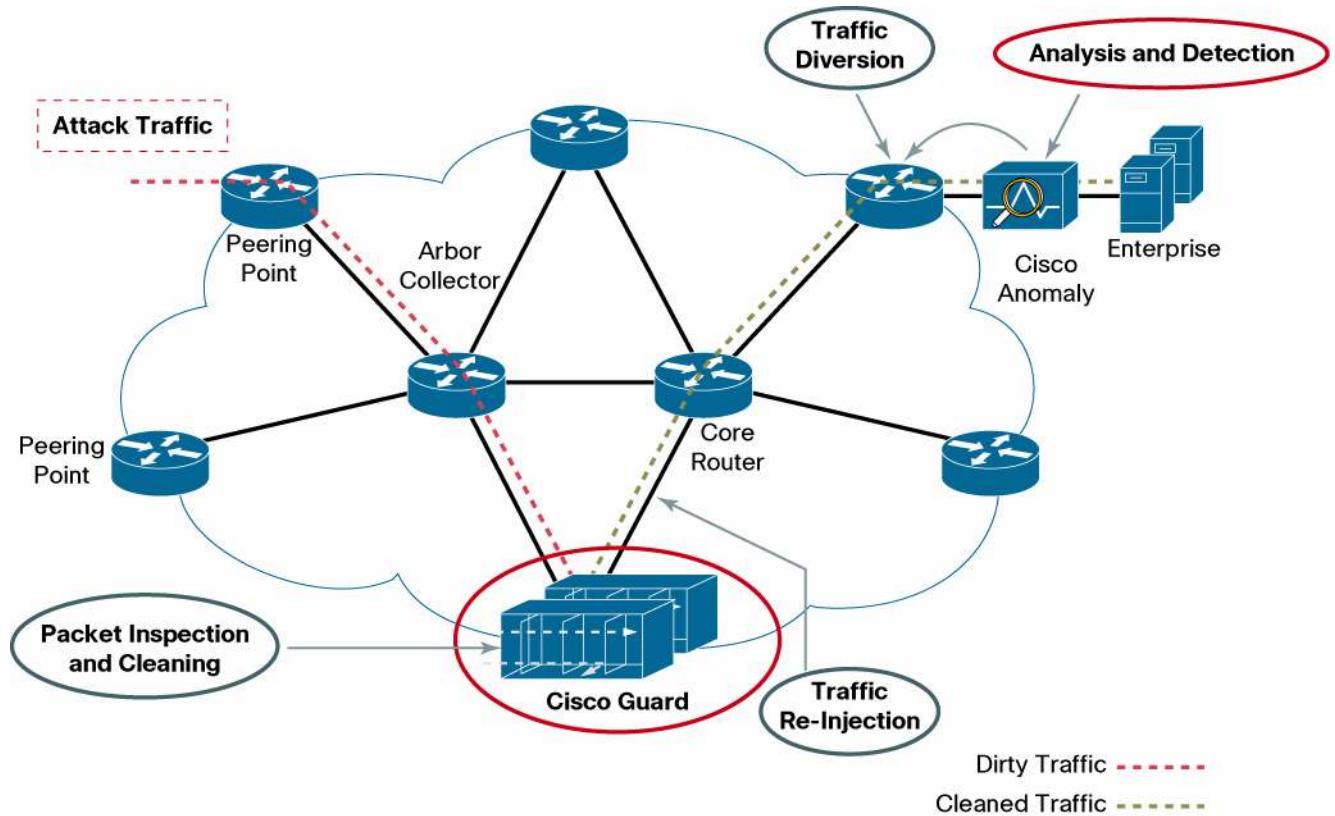 Traffic
Diversion
Analysis and Detection
Attack Traffic
Peering
Point
Arbor
Collector
Cisco
Anomaly
Enterprise
Peering
Point
Core
Router
Packet Inspection
and Cleaning
Cisco Guard
Traffic
Re-Injection
Dirty Traffic
Cleaned Traffic